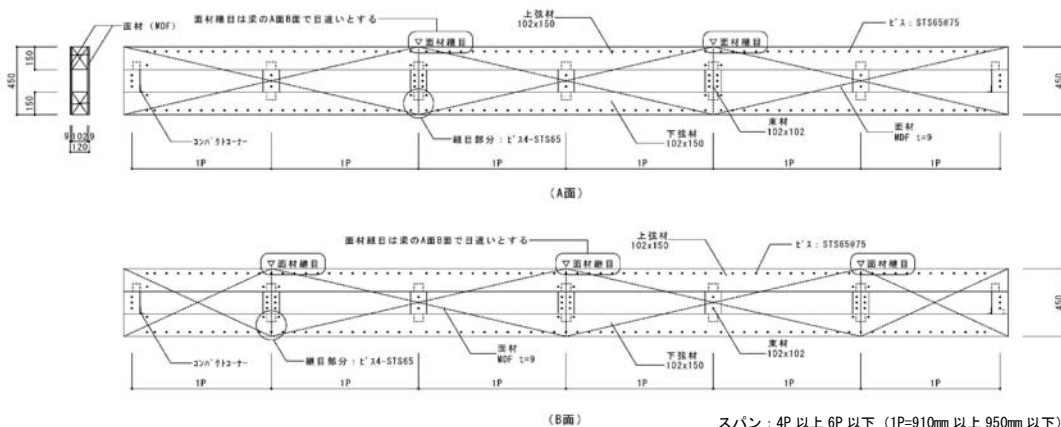 面材継目は梁のA面B面で目違いとする
上弦材
102x150
ビス：STS65@75
面材（MDF）
▽面材継目
▽面材継目
450
150
150
450
9 102 9
120
コンパクトコーナー
継目部分：ビス4-STS65
下弦材
102x150
束材
102x102
面材
MDF t=9
1P
1P
1P
1P
1P
1P
（A面）
面材継目は梁のA面B面で目違いとする
上弦材
102x150
ビス：STS65@75
▽面材継目
▽面材継目
▽面材継目
450
コンパクトコーナー
継目部分：ビス4-STS65
面材
MDF t=9
下弦材
102x150
束材
102x102
1P
1P
1P
1P
1P
1P
（B面）
スパン：4P 以上 6P 以下（1P=910mm 以上 950mm 以下）